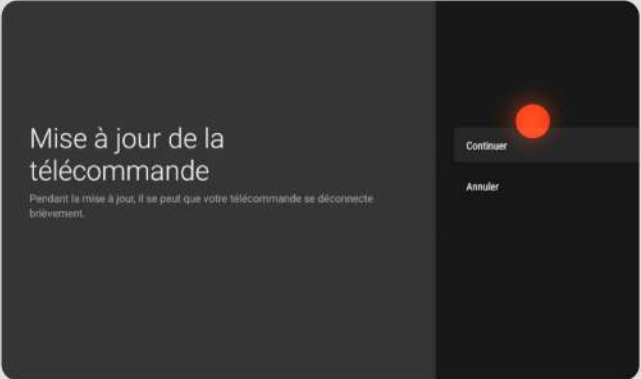 Mise à jour de la
télécommande
Pendant la mise à jour, il se peut que votre télécommande se déconnecte
brièvement.
Continuer
Annuler